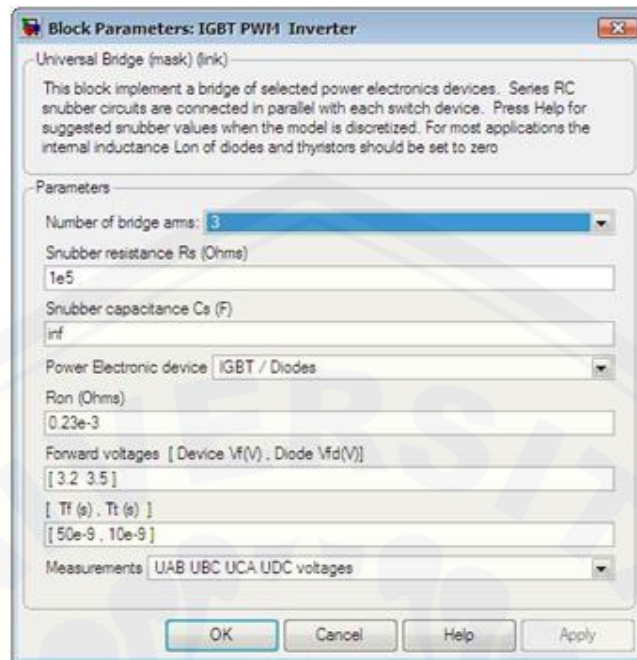 Block Parameters: IGBT PWM Inverter
Universal Bridge (mask) (link)
This block implement a bridge of selected power electronics devices. Series RC
snubber circuits are connected in parallel with each switch device. Press Help for
suggested snubber values when the model is discretized. For most applications the
internal inductance Lon of diodes and thyristors should be set to zero
Parameters
Number of bridge arms: 3
Snubber resistance Rs (Ohms)
1e5
Snubber capacitance Cs (F)
inf
Power Electronic device IGBT / Diodes
Ron (Ohms)
0.23e-3
Forward voltages [ Device Vf(V) , Diode Vfd(V)]
[ 3.2 3.5 ]
[ Tf (s) , Tt (s) ]
[ 50e-9 , 10e-9 ]
Measurements UAB UBC UCA UDC voltages
OK Cancel Help Apply